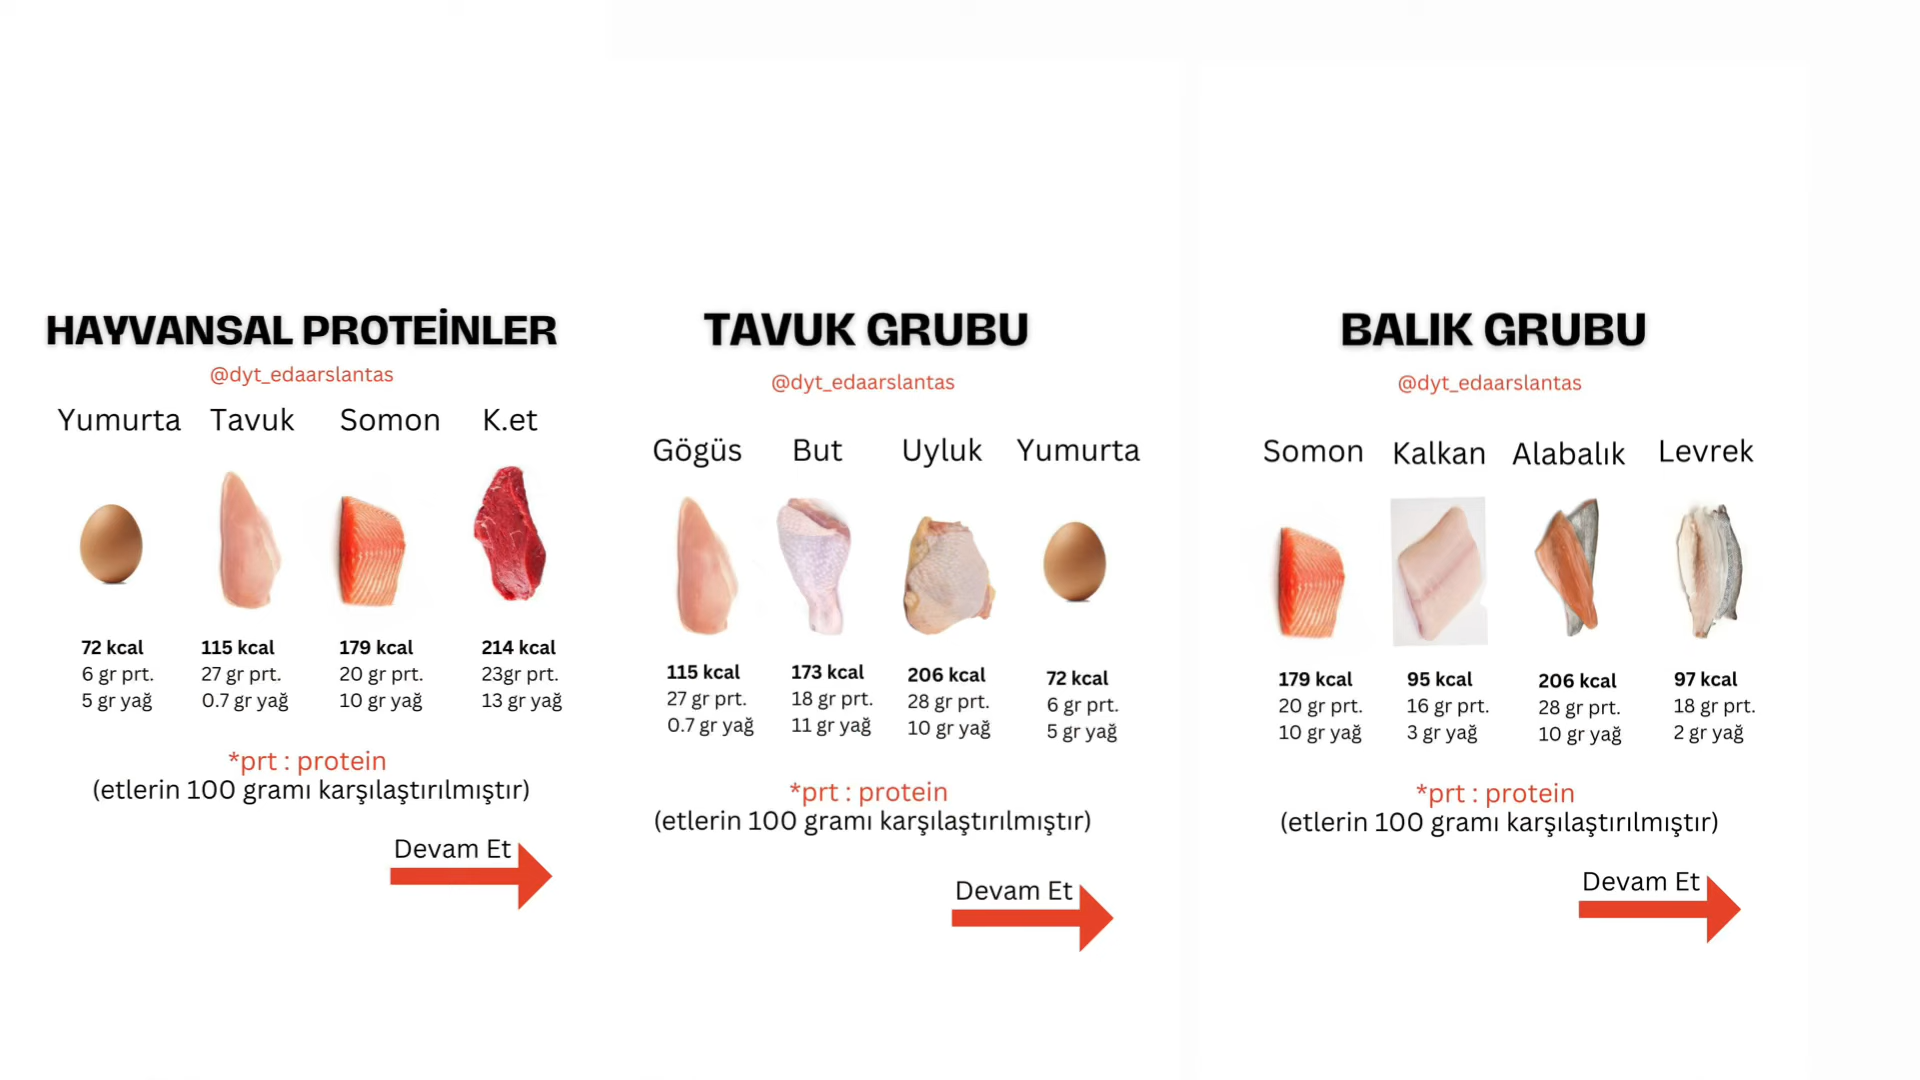 HAYVANSAL PROTEİNLER
@dyt_edaarslantas
Yumurta Tavuk Somon K.et
72 kcal 115 kcal 179 kcal 214 kcal
6 gr prt. 27 gr prt. 20 gr prt. 23gr prt.
5 gr yağ 0.7 gr yağ 10 gr yağ 13 gr yağ
*prt : protein
(etlerin 100 gramı karşılaştırılmıştır)
Devam Et
TAVUK GRUBU
@dyt_edaarslantas
Gögüs But Uyluk Yumurta
115 kcal 173 kcal 206 kcal 72 kcal
27 gr prt. 18 gr prt. 28 gr prt. 6 gr prt.
0.7 gr yağ 11 gr yağ 10 gr yağ 5 gr yağ
*prt : protein
(etlerin 100 gramı karşılaştırılmıştır)
Devam Et
BALIK GRUBU
@dyt_edaarslantas
Somon Kalkan Alabalık Levrek
179 kcal 95 kcal 206 kcal 97 kcal
20 gr prt. 16 gr prt. 28 gr prt. 18 gr prt.
10 gr yağ 3 gr yağ 10 gr yağ 2 gr yağ
*prt : protein
(etlerin 100 gramı karşılaştırılmıştır)
Devam Et